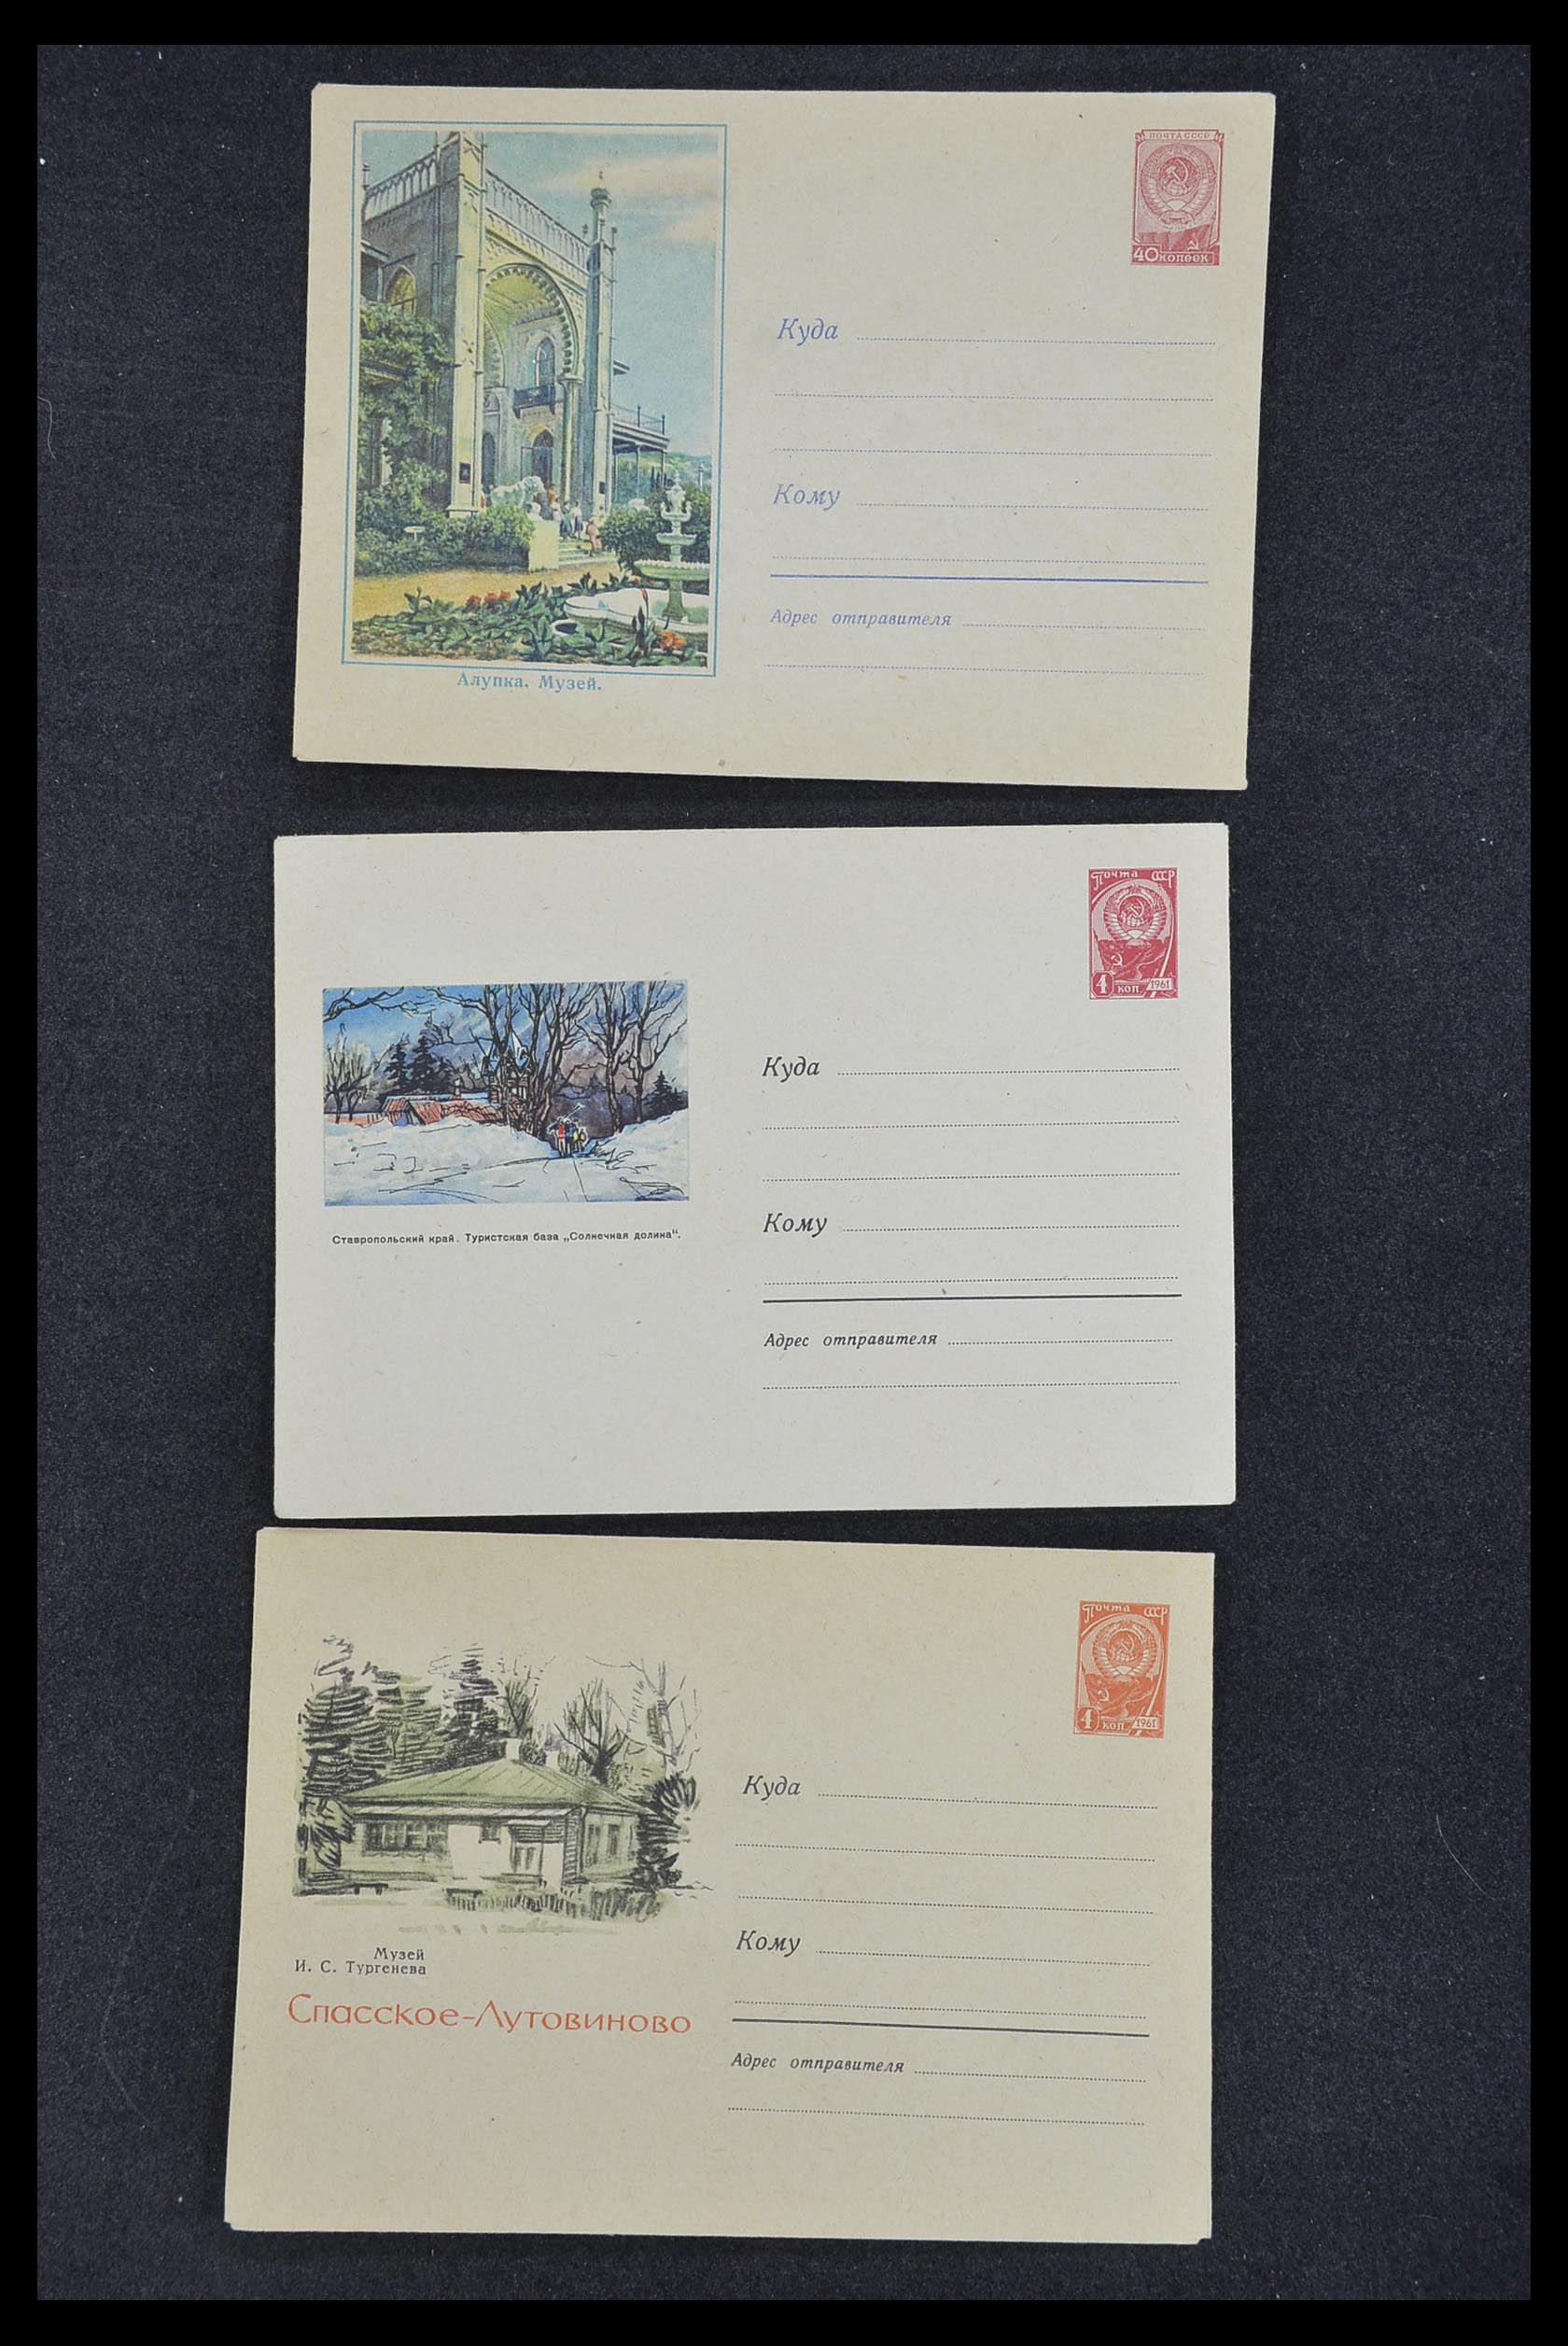 ПОЧТА СССР
40 копеек
Куда
Кому
Адрес отправителя
Алупка. Музей.
Почта СССР
4 коп. 1961
Куда
Кому
Ставропольский край. Туристская база „Солнечная долина“.
Адрес отправителя
Почта СССР
4 коп. 1961
Куда
Кому
Музей
И. С. Тургенева
Спасское-Лутовиново
Адрес отправителя